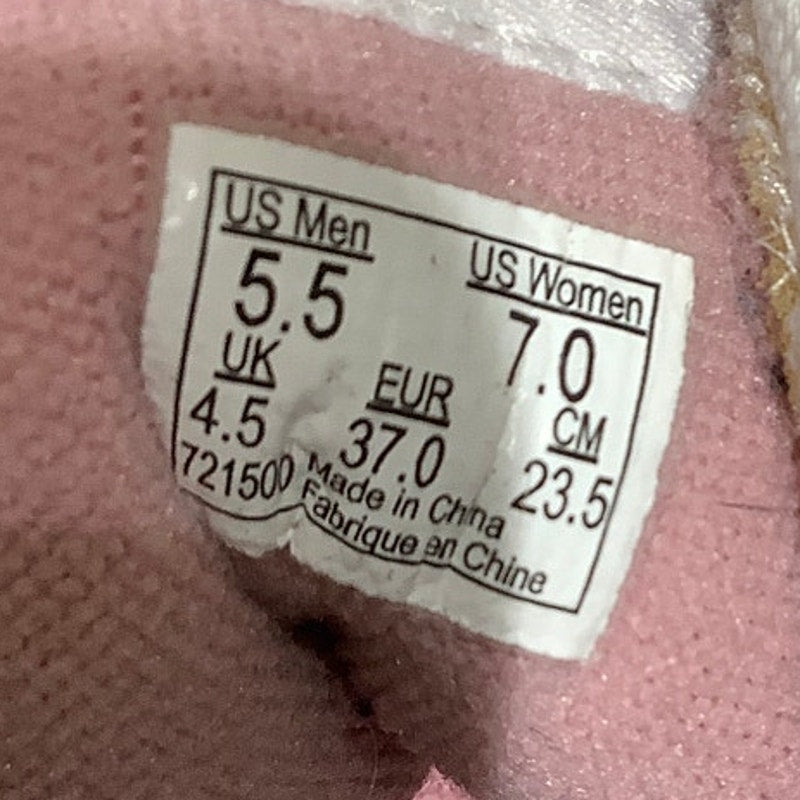 US Men
5.5
US Women
7.0
UK
4.5
EUR
37.0
CM
23.5
721500
Made in China
Fabrique en Chine